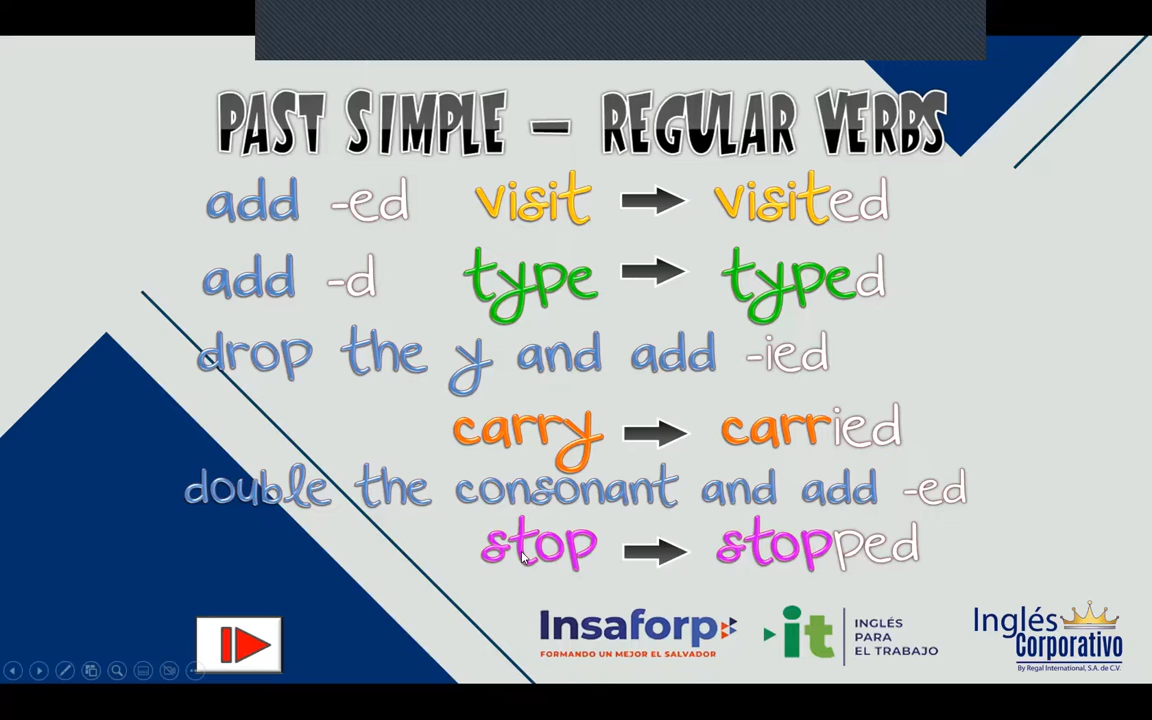 PAST SIMPLE – REGULAR VERBS
add -ed visit → visited
add -d type → typed
drop the y and add -ied
carry → carried
double the consonant and add -ed
stop → stopped
Insaforp
FORMANDO UN MEJOR EL SALVADOR
it
INGLÉS
PARA
EL TRABAJO
Inglés
Corporativo
By Regal International, S.A. de C.V.